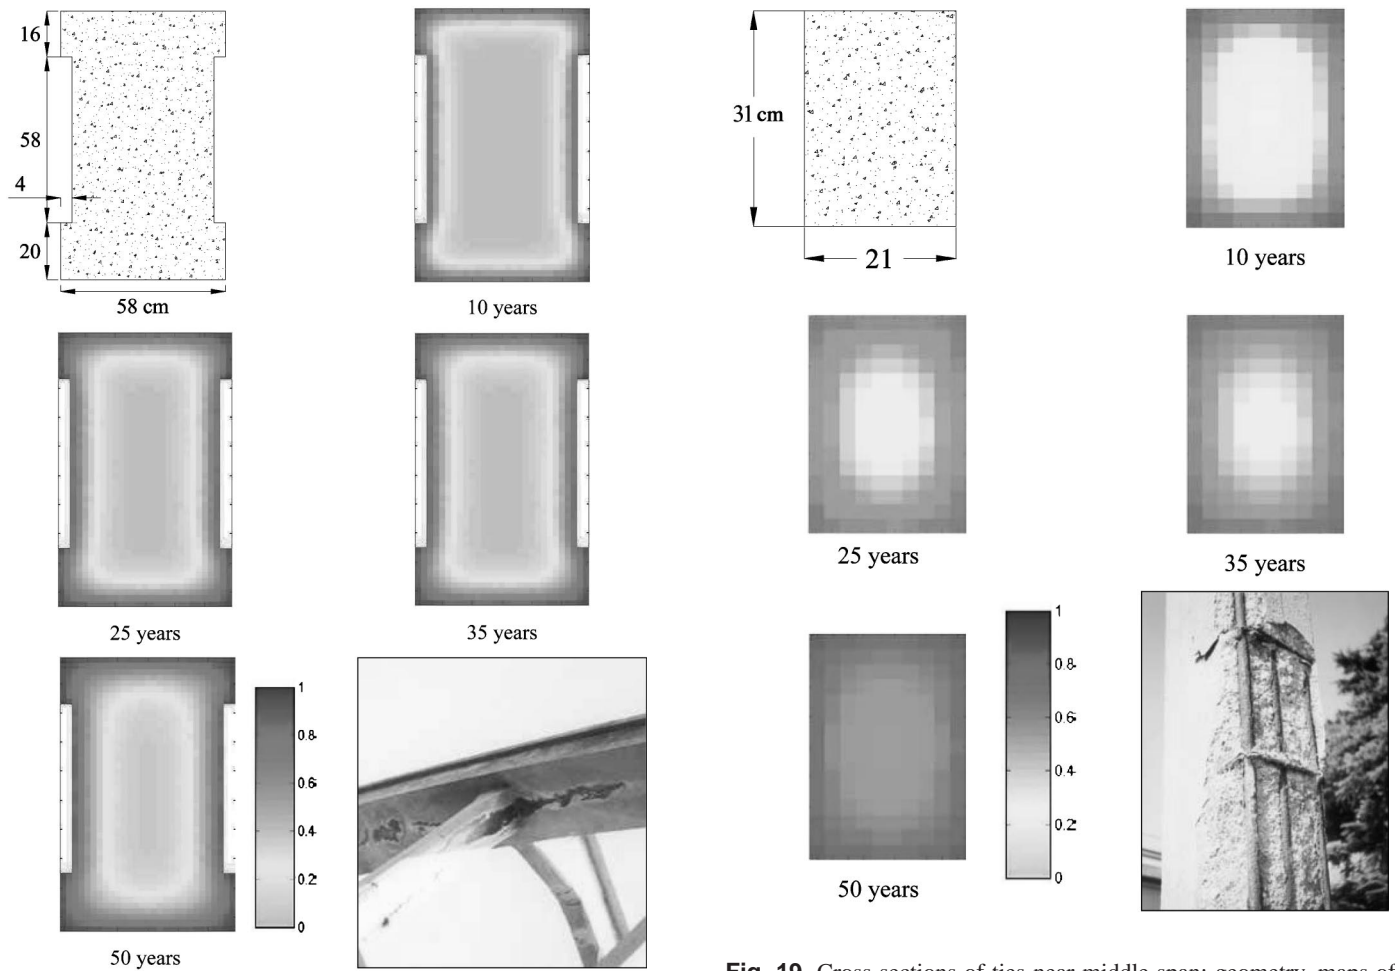 16
58
4
20
58 cm
10 years
25 years
35 years
50 years
1
0.8
0.6
0.4
0.2
0
31 cm
21
10 years
25 years
35 years
50 years
1
0.8
0.6
0.4
0.2
0
Fig. 19 Cross sections of ties near middle span: geometry, maps of